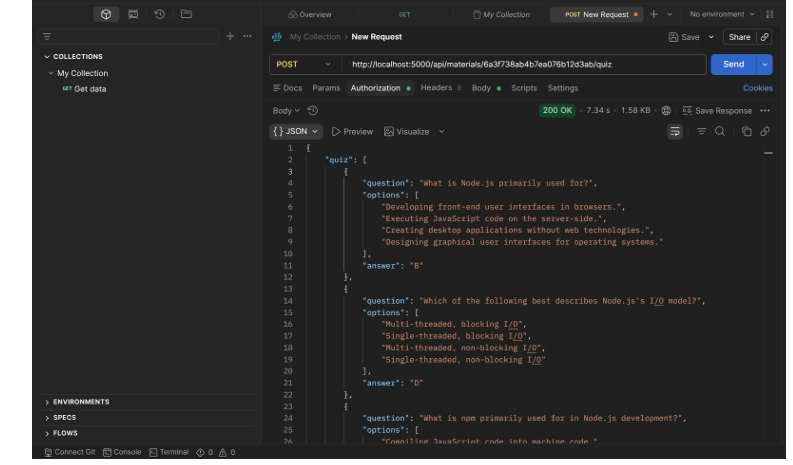 Overview
GET
My Collection
POST New Request
No environment
My Collection > New Request
Save
Share
COLLECTIONS
My Collection
GET Get data
POST
http://localhost:5000/api/materials/6a3f738ab4b7ea076b12d3ab/quiz
Send
Docs Params Authorization Headers 9 Body Scripts Settings
Cookies
Body
200 OK • 7.34 s • 1.58 KB •
Save Response
{} JSON
Preview
Visualize
1 {
2 "quiz": [
3 {
4 "question": "What is Node.js primarily used for?",
5 "options": [
6 "Developing front-end user interfaces in browsers.",
7 "Executing JavaScript code on the server-side.",
8 "Creating desktop applications without web technologies.",
9 "Designing graphical user interfaces for operating systems."
10 ],
11 "answer": "B"
12 },
13 {
14 "question": "Which of the following best describes Node.js's I/O model?",
15 "options": [
16 "Multi-threaded, blocking I/O",
17 "Single-threaded, blocking I/O",
18 "Multi-threaded, non-blocking I/O",
19 "Single-threaded, non-blocking I/O"
20 ],
21 "answer": "D"
22 },
23 {
24 "question": "What is npm primarily used for in Node.js development?",
25 "options": [
26 "Compiling JavaScript code into machine code.",
ENVIRONMENTS
SPECS
FLOWS
Connect Git
Console
Terminal
0
0